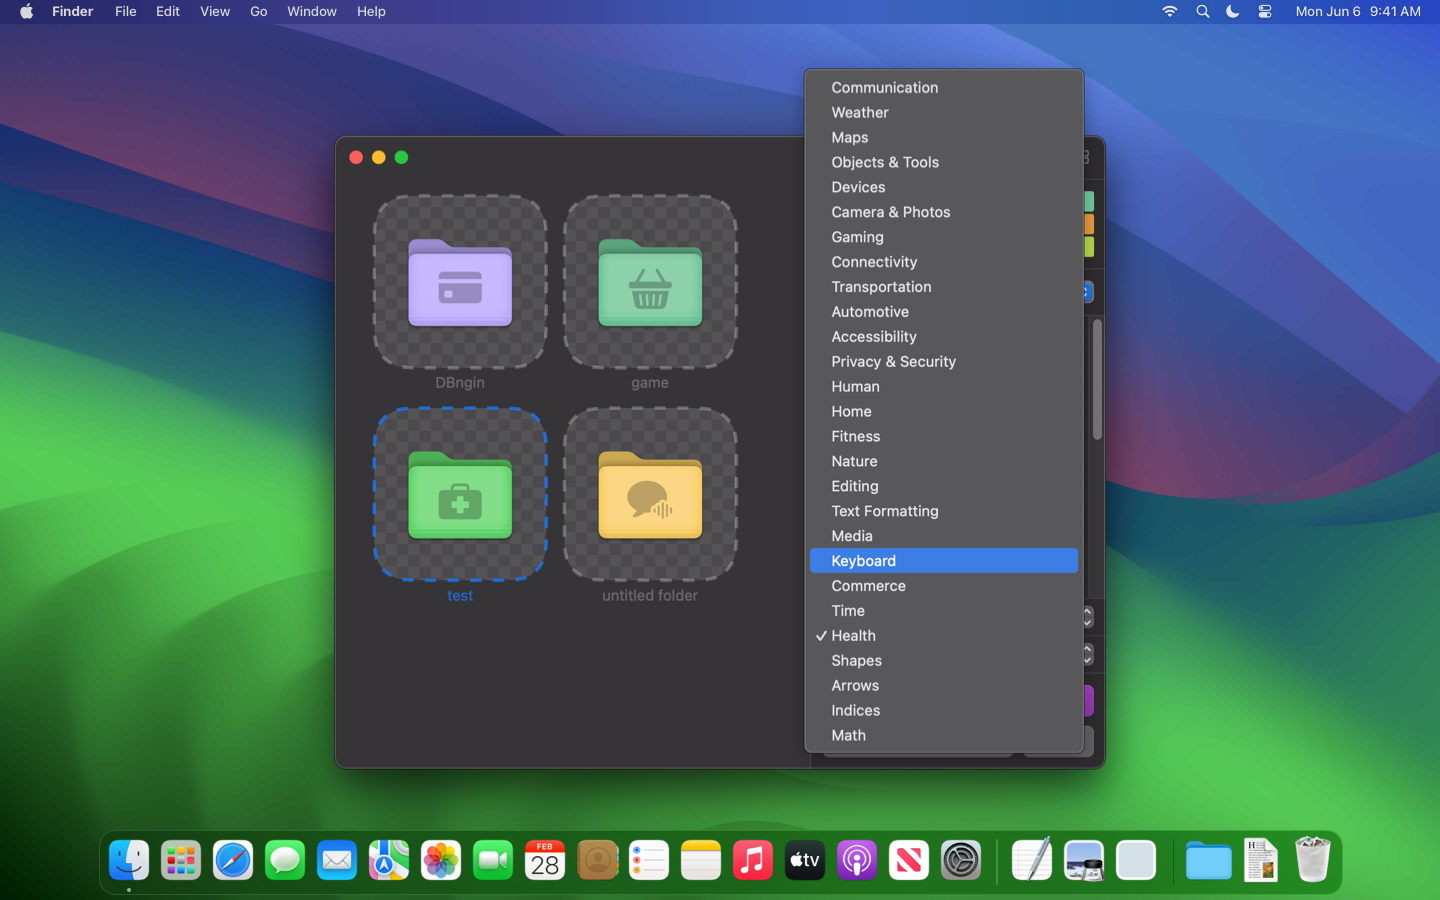 Finder File Edit View Go Window Help Mon Jun 6 9:41 AM
Communication
Weather
Maps
Objects & Tools
Devices
Camera & Photos
Gaming
Connectivity
Transportation
Automotive
Accessibility
Privacy & Security
Human
Home
Fitness
Nature
Editing
Text Formatting
Media
Keyboard
Commerce
Time
Health
Shapes
Arrows
Indices
Math
DBngin game
test untitled folder
FEB
28
tv